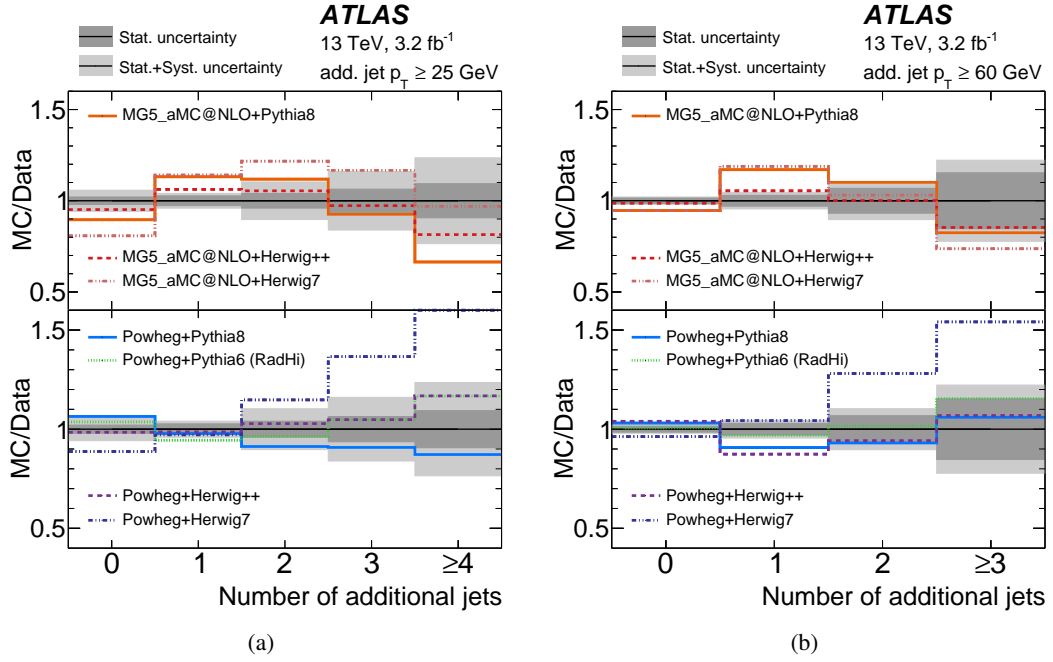 ATLAS
Stat. uncertainty
Stat.+Syst. uncertainty
13 TeV, 3.2 fb-1
add. jet pT ≥ 25 GeV
1.5
1
0.5
MC/Data
MG5_aMC@NLO+Pythia8
MG5_aMC@NLO+Herwig++
MG5_aMC@NLO+Herwig7
1.5
1
0.5
MC/Data
Powheg+Pythia8
Powheg+Pythia6 (RadHi)
Powheg+Herwig++
Powheg+Herwig7
0 1 2 3 ≥4
Number of additional jets
(a)
ATLAS
Stat. uncertainty
Stat.+Syst. uncertainty
13 TeV, 3.2 fb-1
add. jet pT ≥ 60 GeV
1.5
1
0.5
MC/Data
MG5_aMC@NLO+Pythia8
MG5_aMC@NLO+Herwig++
MG5_aMC@NLO+Herwig7
1.5
1
0.5
MC/Data
Powheg+Pythia8
Powheg+Pythia6 (RadHi)
Powheg+Herwig++
Powheg+Herwig7
0 1 2 ≥3
Number of additional jets
(b)